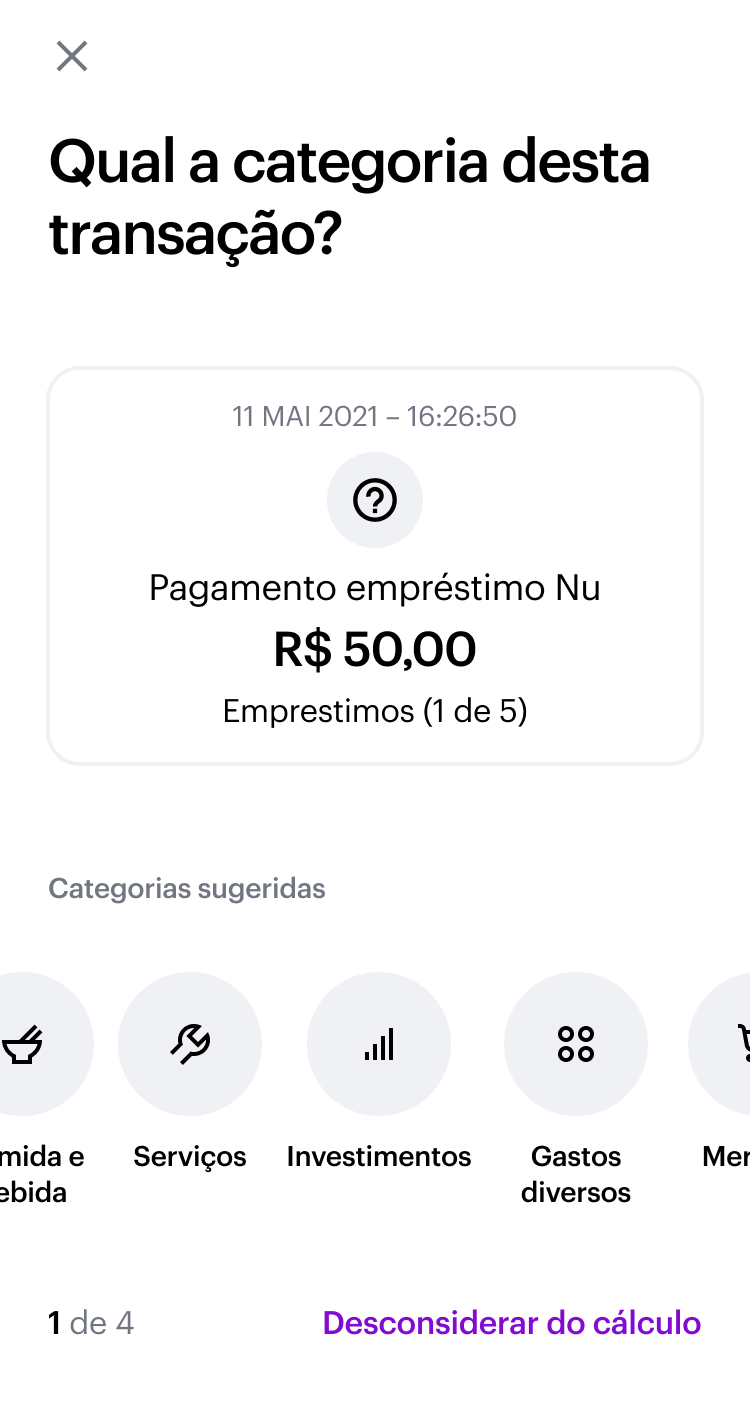 Qual a categoria desta
transação?
11 MAI 2021 – 16:26:50
Pagamento empréstimo Nu
R$ 50,00
Emprestimos (1 de 5)
Categorias sugeridas
mida e
ebida
Serviços
Investimentos
Gastos
diversos
Mer
1 de 4
Desconsiderar do cálculo